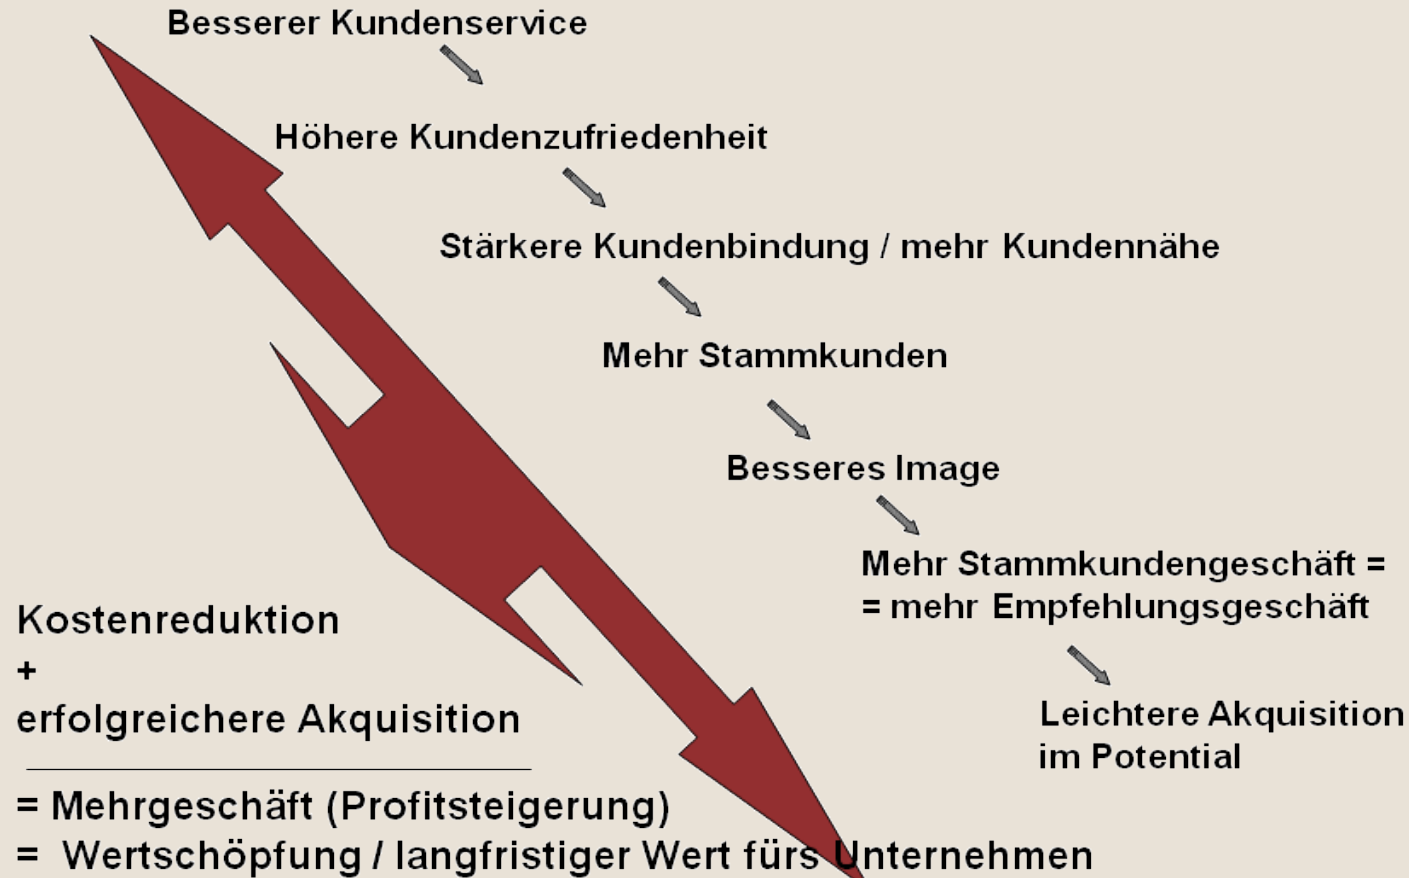 Besserer Kundenservice
Höhere Kundenzufriedenheit
Stärkere Kundenbindung / mehr Kundennähe
Mehr Stammkunden
Besseres Image
Mehr Stammkundengeschäft =
= mehr Empfehlungsgeschäft
Leichtere Akquisition
im Potential
Kostenreduktion
+
erfolgreichere Akquisition
= Mehrgeschäft (Profitsteigerung)
= Wertschöpfung / langfristiger Wert fürs Unternehmen